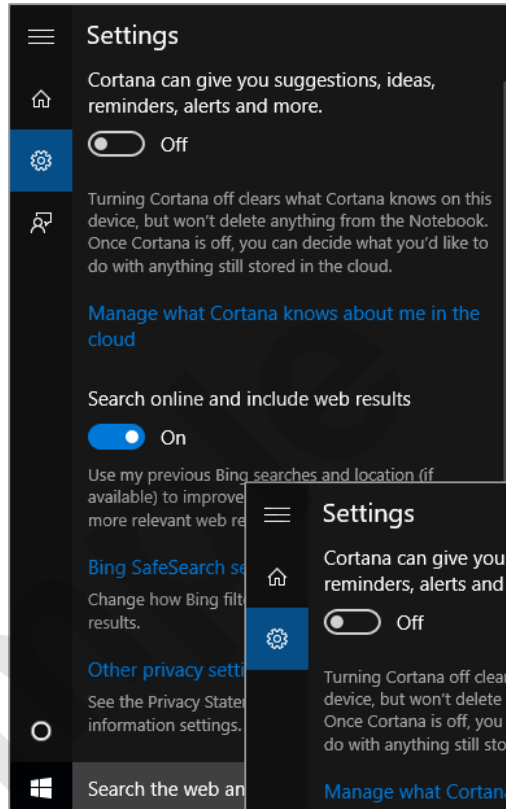 Settings
Cortana can give you suggestions, ideas,
reminders, alerts and more.
Off
Turning Cortana off clears what Cortana knows on this
device, but won't delete anything from the Notebook.
Once Cortana is off, you can decide what you'd like to
do with anything still stored in the cloud.
Manage what Cortana knows about me in the
cloud
Search online and include web results
On
Use my previous Bing searches and location (if
available) to improve
more relevant web re
Bing SafeSearch se
Change how Bing filt
results.
Other privacy setti
See the Privacy State
information settings.
Search the web an
Settings
Cortana can give you
reminders, alerts and
Off
Turning Cortana off clear
device, but won't delete
Once Cortana is off, you
do with anything still sto
Manage what Cortana